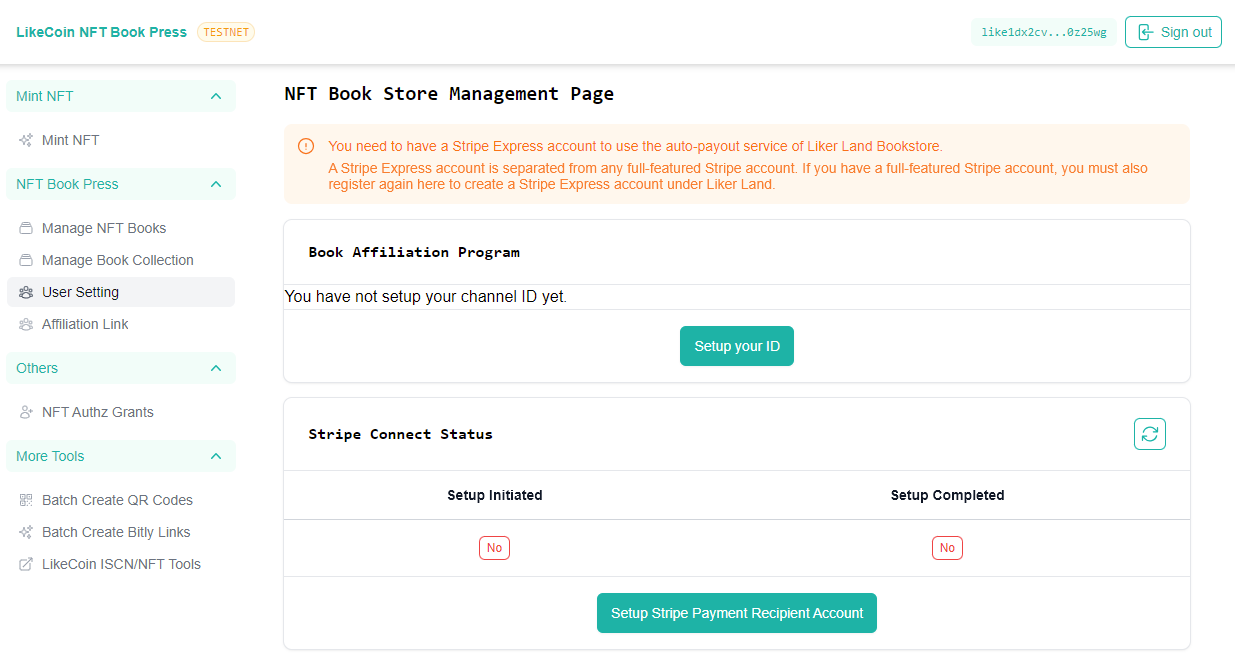 LikeCoin NFT Book Press TESTNET
like1dx2cv...0z25wg Sign out
Mint NFT
Mint NFT
NFT Book Press
Manage NFT Books
Manage Book Collection
User Setting
Affiliation Link
Others
NFT Authz Grants
More Tools
Batch Create QR Codes
Batch Create Bitly Links
LikeCoin ISCN/NFT Tools
NFT Book Store Management Page
You need to have a Stripe Express account to use the auto-payout service of Liker Land Bookstore.
A Stripe Express account is separated from any full-featured Stripe account. If you have a full-featured Stripe account, you must also
register again here to create a Stripe Express account under Liker Land.
Book Affiliation Program
You have not setup your channel ID yet.
Setup your ID
Stripe Connect Status
Setup Initiated Setup Completed
No No
Setup Stripe Payment Recipient Account